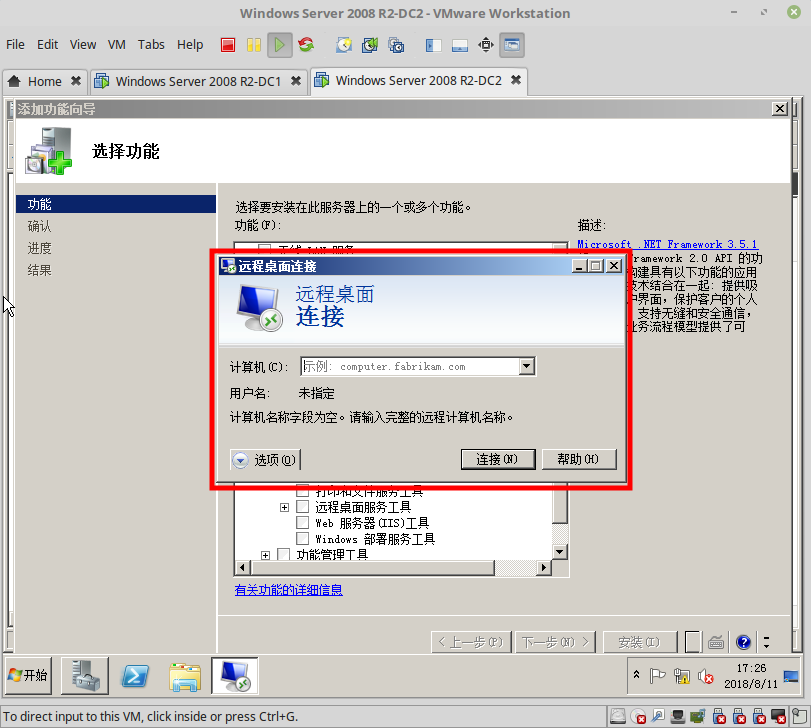 Windows Server 2008 R2-DC2 - VMware Workstation
File Edit View VM Tabs Help
Home Windows Server 2008 R2-DC1 Windows Server 2008 R2-DC2
添加功能向导
选择功能
功能
确认
进度
结果
选择要安装在此服务器上的一个或多个功能。
功能(F):
描述:
Microsoft .NET Framework 3.5.1
ramework 2.0 API 的功
构建具有以下功能的应用
技术结合在一起: 提供吸
户界面，保护客户的个人
支持无缝和安全通信，
业务流程模型提供了可
远程桌面连接
远程桌面
连接
计算机(C):
示例: computer.fabrikam.com
用户名: 未指定
计算机名称字段为空。请输入完整的远程计算机名称。
选项(O) 连接(N) 帮助(H)
打印和文件服务工具
远程桌面服务工具
Web 服务器(IIS)工具
Windows 部署服务工具
功能管理工具
有关功能的详细信息
< 上一步(P) 下一步(N) > 安装(I)
开始
17:26
2018/8/11
To direct input to this VM, click inside or press Ctrl+G.